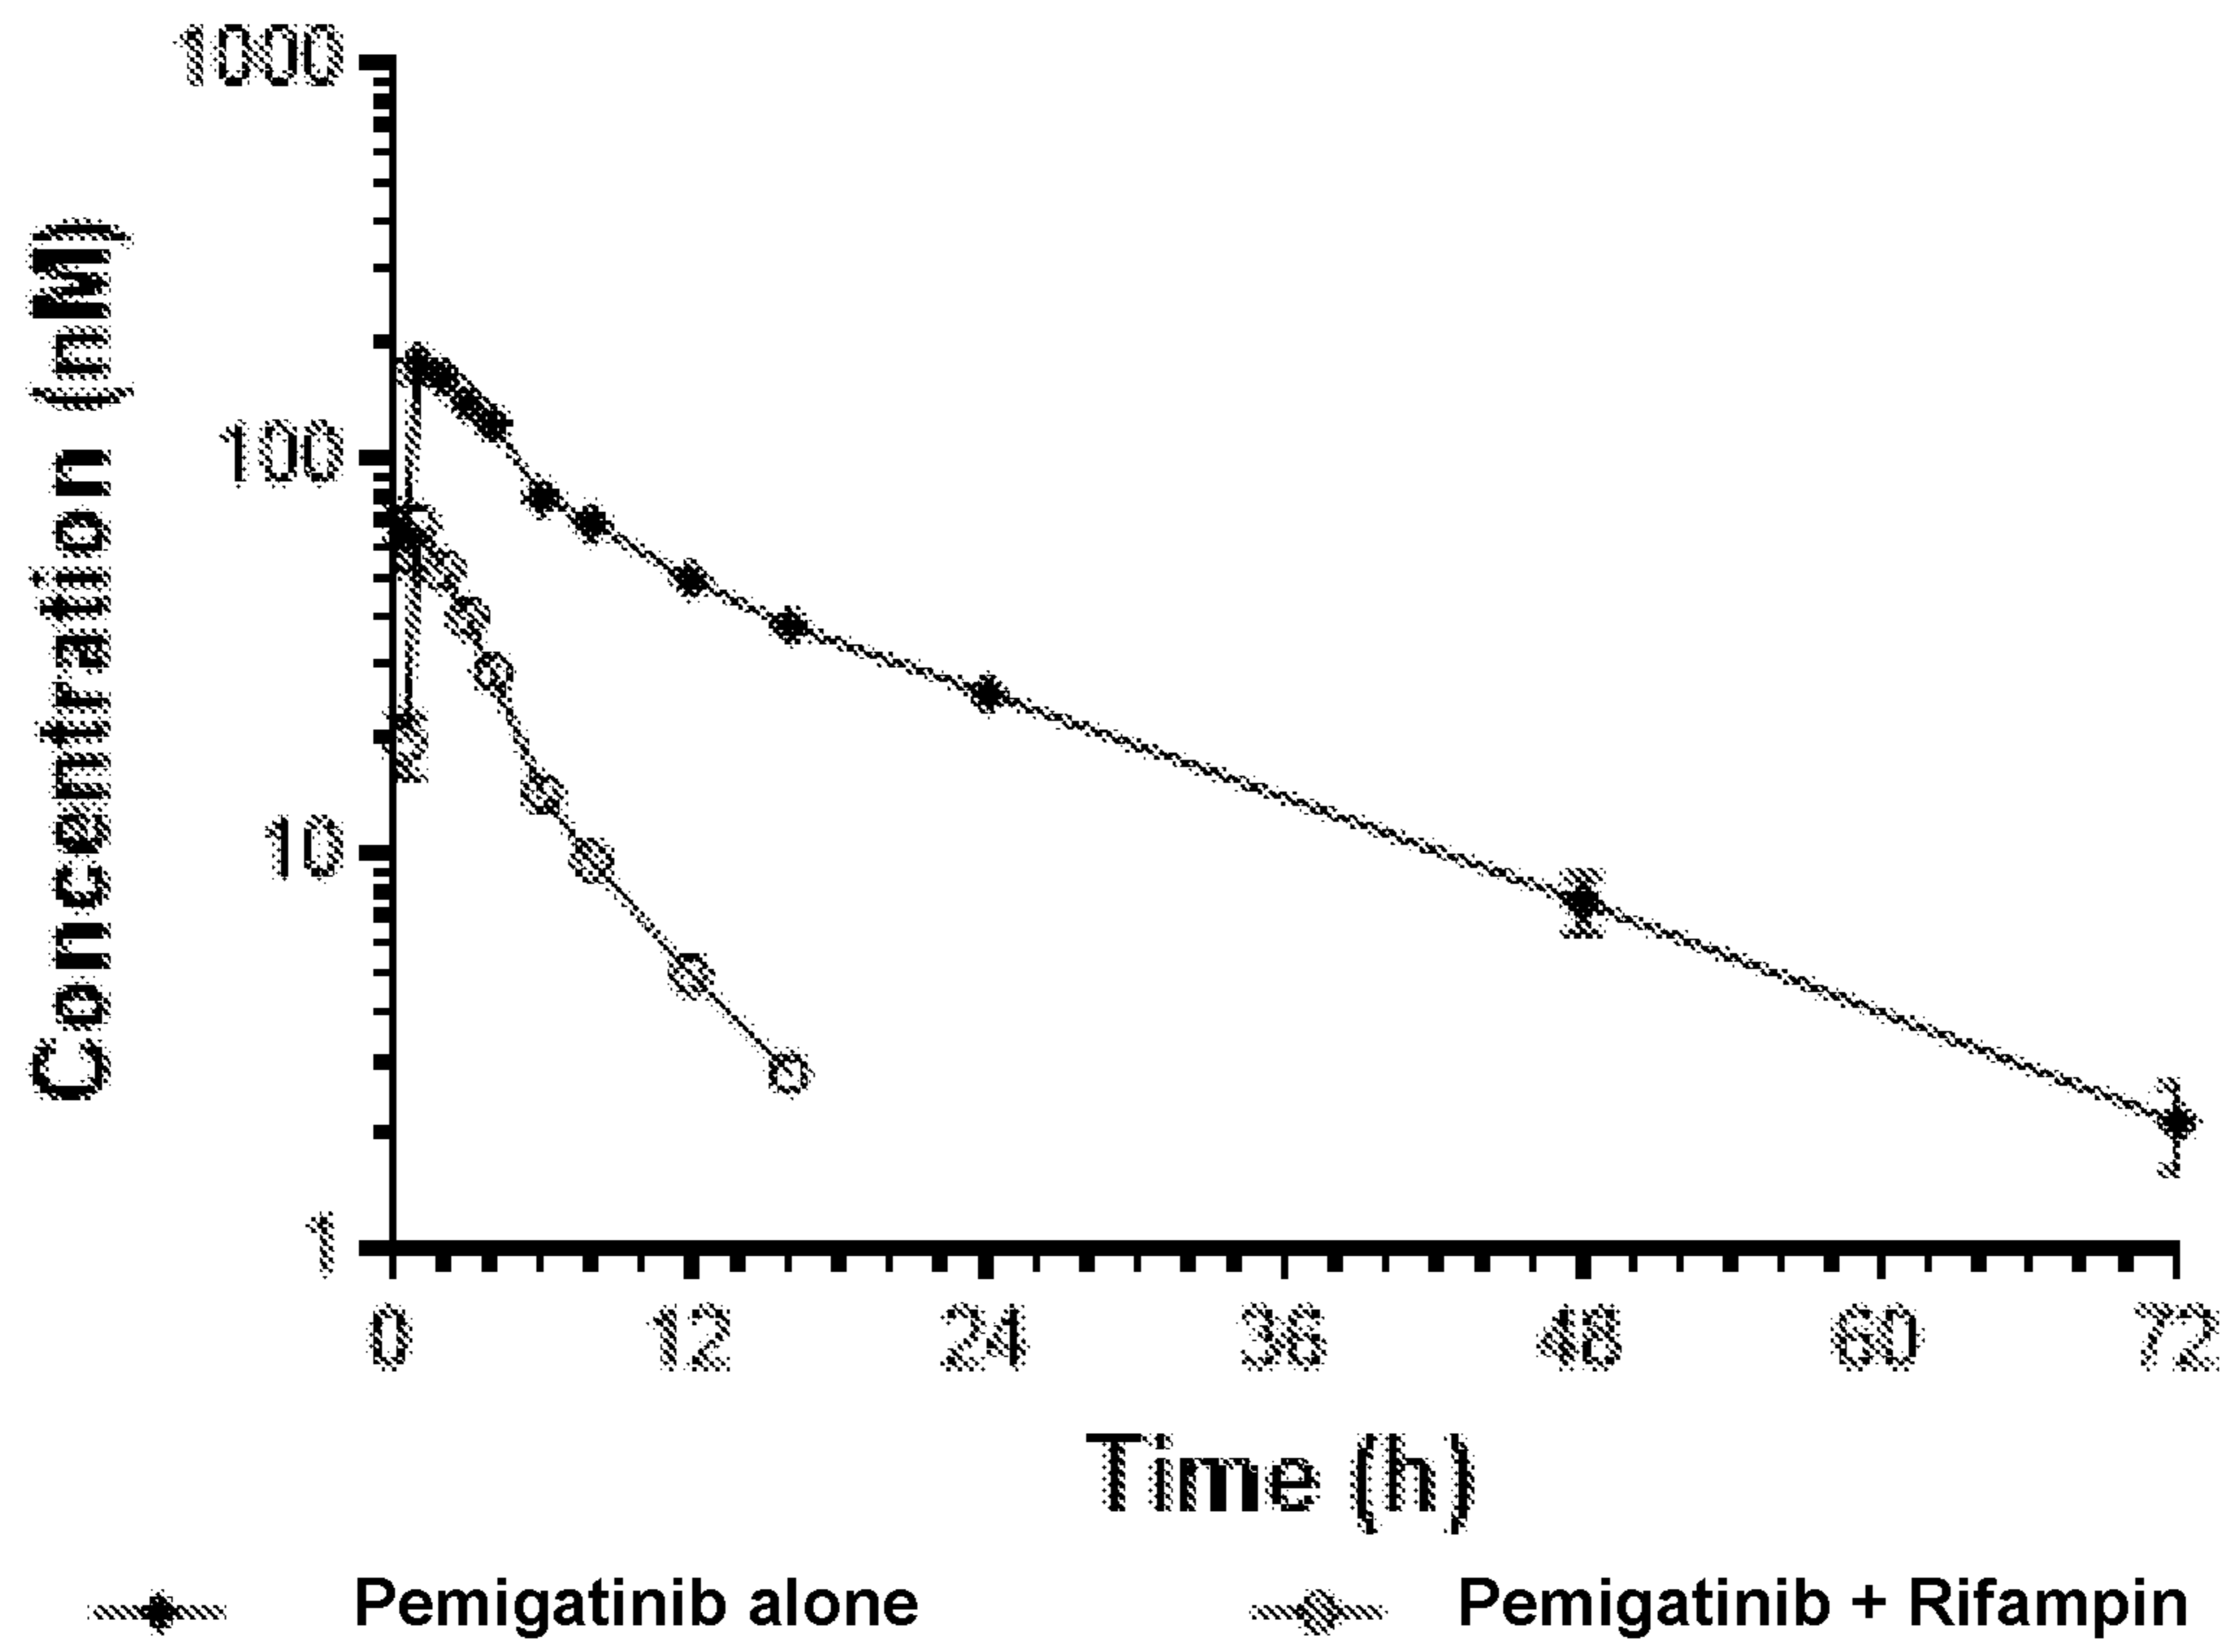 Concentration (nM)
1000
100
10
1
0 12 24 36 48 60 72
Time (h)
Pemigatinib alone Pemigatinib + Rifampin